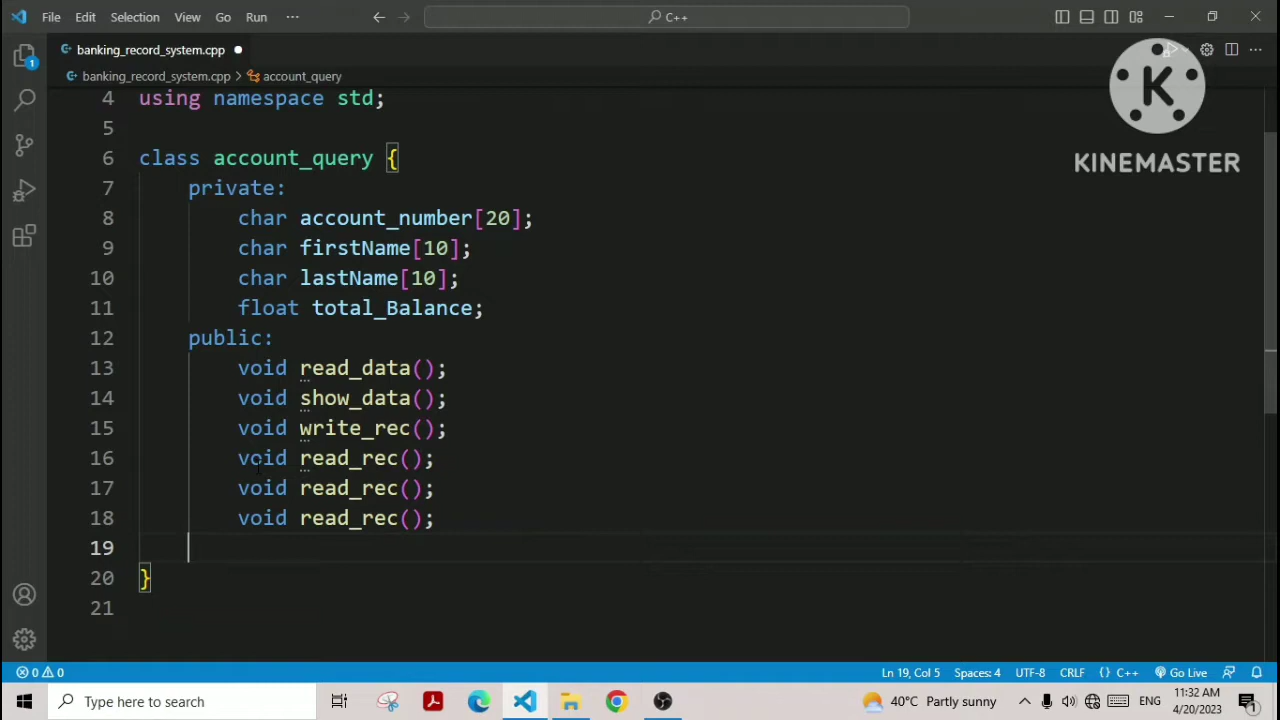 File Edit Selection View Go Run ··· C++
banking_record_system.cpp
banking_record_system.cpp > account_query
K
KINEMASTER
4 using namespace std;
5
6 class account_query {
7 private:
8 char account_number[20];
9 char firstName[10];
10 char lastName[10];
11 float total_Balance;
12 public:
13 void read_data();
14 void show_data();
15 void write_rec();
16 void read_rec();
17 void read_rec();
18 void read_rec();
19
20 }
21
1
0 0 Ln 19, Col 5 Spaces: 4 UTF-8 CRLF {} C++ Go Live
Type here to search 40°C Partly sunny ENG 11:32 AM 4/20/2023 1